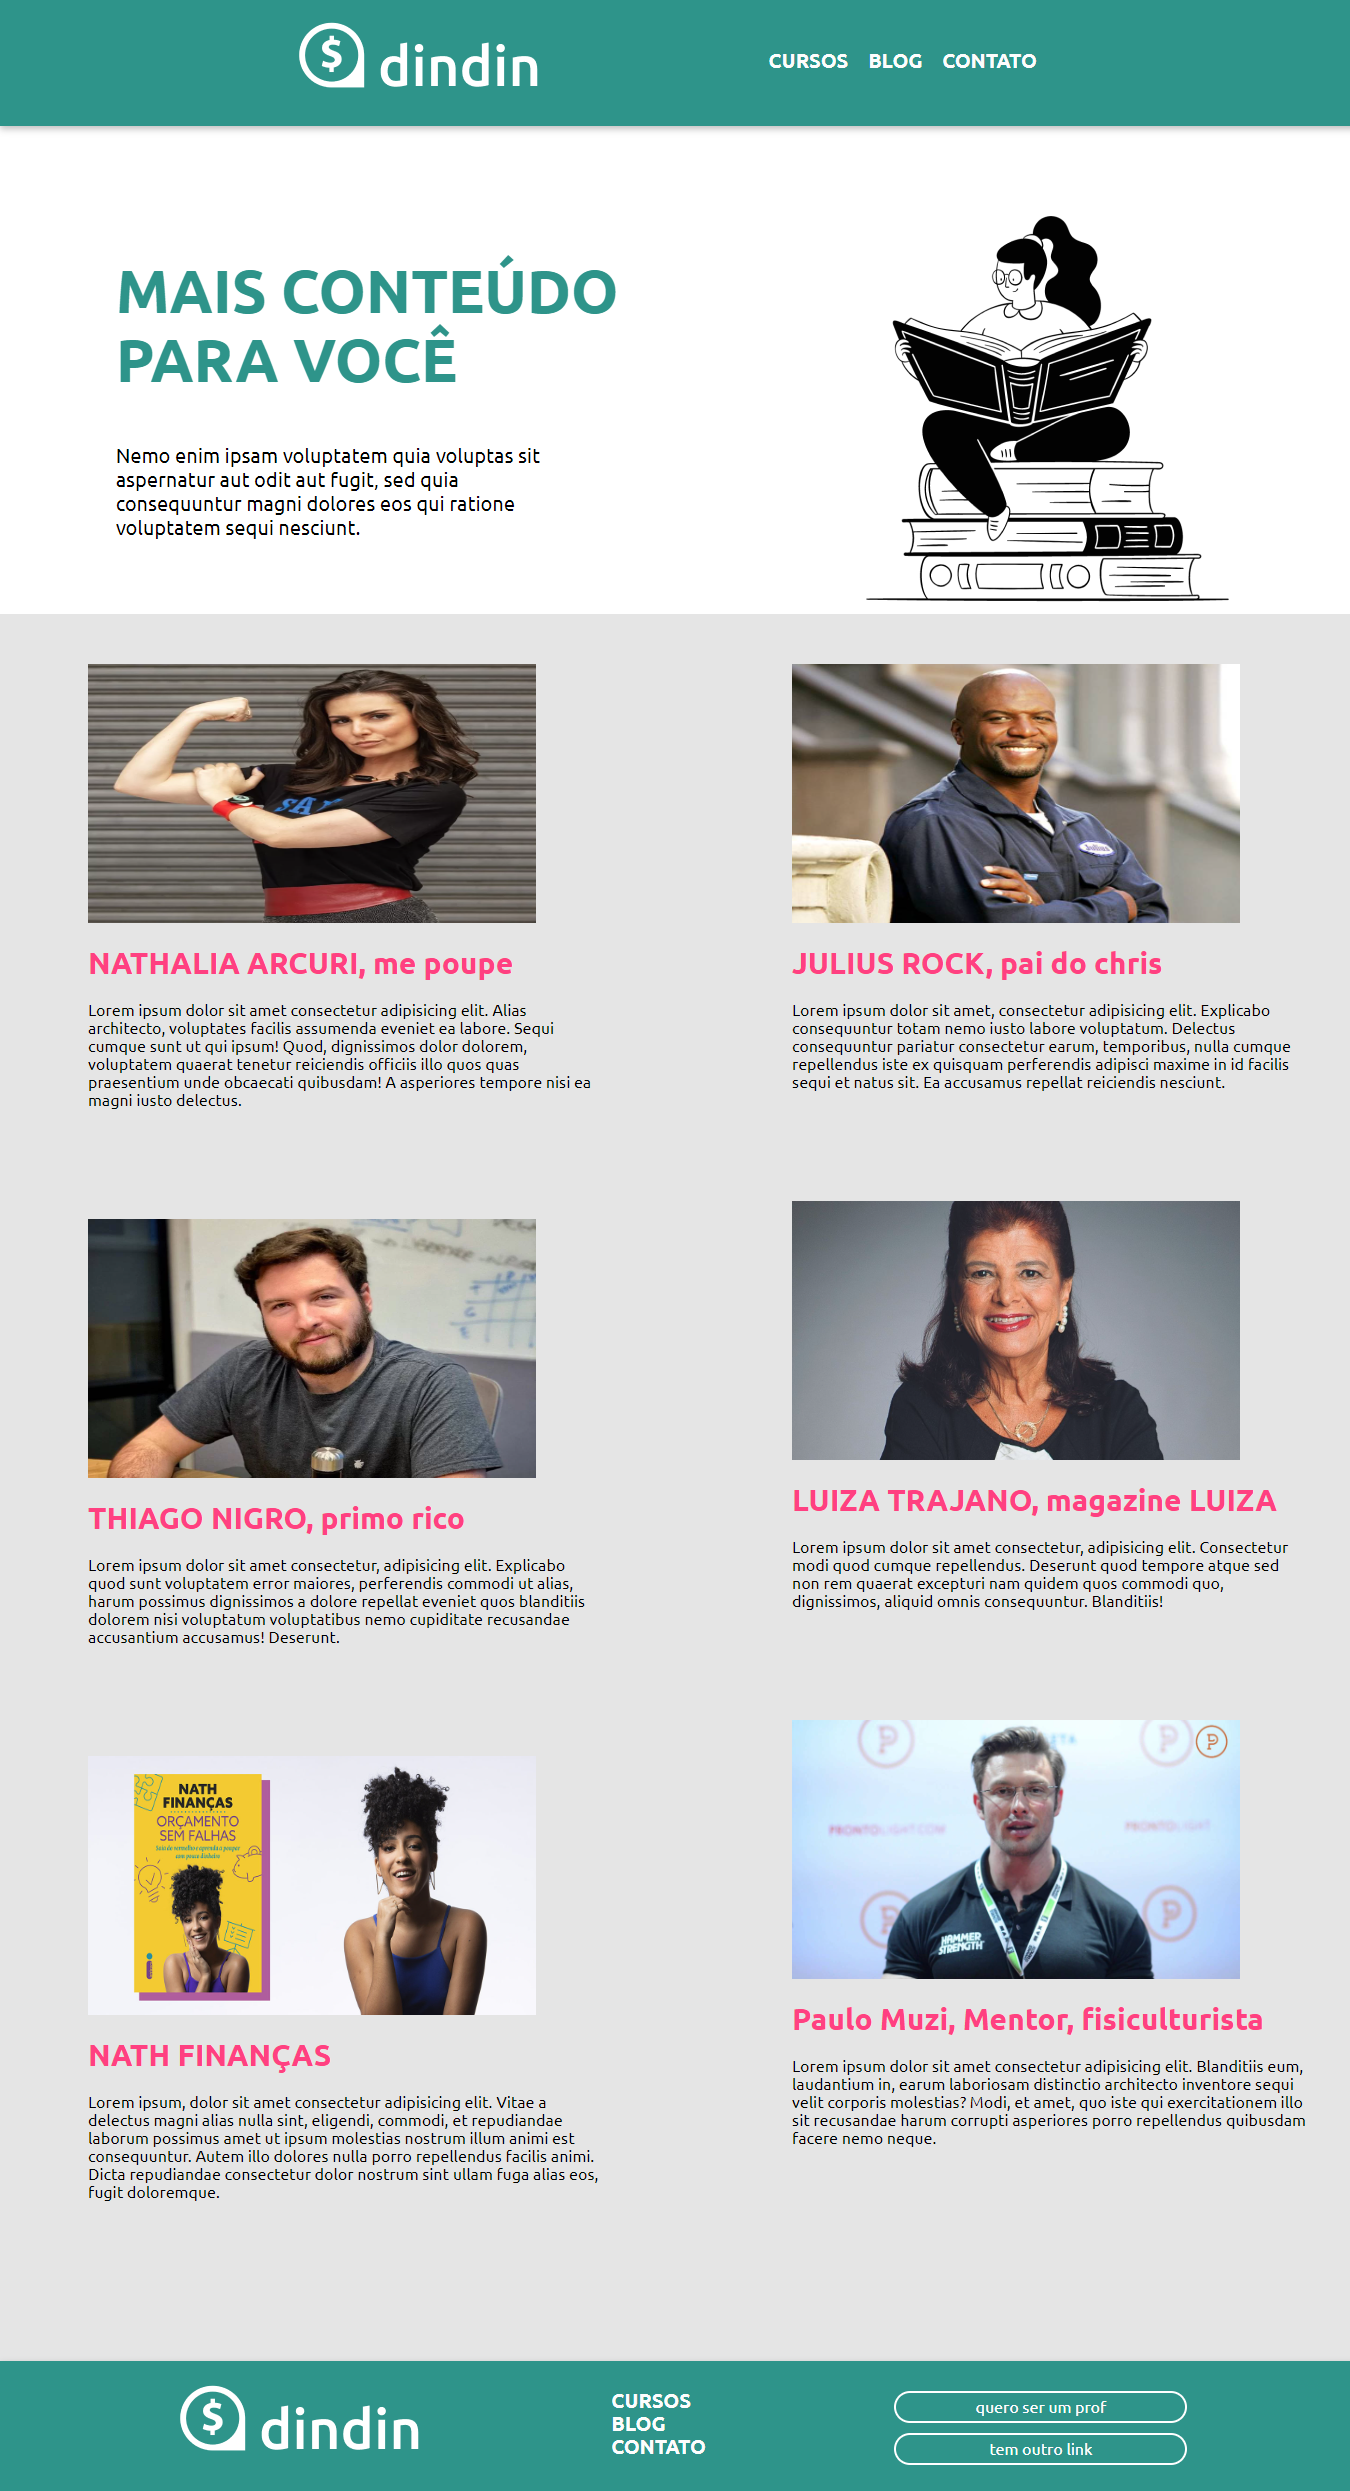 $ dindin
CURSOS BLOG CONTATO
MAIS CONTEÚDO
PARA VOCÊ
Nemo enim ipsam voluptatem quia voluptas sit
aspernatur aut odit aut fugit, sed quia
consequuntur magni dolores eos qui ratione
voluptatem sequi nesciunt.
SAY
NATHALIA ARCURI, me poupe
Lorem ipsum dolor sit amet consectetur adipisicing elit. Alias
architecto, voluptates facilis assumenda eveniet ea labore. Sequi
cumque sunt ut qui ipsum! Quod, dignissimos dolor dolorem,
voluptatem quaerat tenetur reiciendis officiis illo quos quas
praesentium unde obcaecati quibusdam! A asperiores tempore nisi ea
magni iusto delectus.
Julius
JULIUS ROCK, pai do chris
Lorem ipsum dolor sit amet, consectetur adipisicing elit. Explicabo
consequuntur totam nemo iusto labore voluptatum. Delectus
consequuntur pariatur consectetur earum, temporibus, nulla cumque
repellendus iste ex quisquam perferendis adipisci maxime in id facilis
sequi et natus sit. Ea accusamus repellat reiciendis nesciunt.
THIAGO NIGRO, primo rico
Lorem ipsum dolor sit amet consectetur, adipisicing elit. Explicabo
quod sunt voluptatem error maiores, perferendis commodi ut alias,
harum possimus dignissimos a dolore repellat eveniet quos blanditiis
dolorem nisi voluptatum voluptatibus nemo cupiditate recusandae
accusantium accusamus! Deserunt.
LUIZA TRAJANO, magazine LUIZA
Lorem ipsum dolor sit amet consectetur, adipisicing elit. Consectetur
modi quod cumque repellendus. Deserunt quod tempore atque sed
non rem quaerat excepturi nam quidem quos commodi quo,
dignissimos, aliquid omnis consequuntur. Blanditiis!
NATH
FINANÇAS
ORÇAMENTO
SEM FALHAS
Saia do vermelho e aprenda a poupar
com pouco dinheiro
NATH FINANÇAS
Lorem ipsum, dolor sit amet consectetur adipisicing elit. Vitae a
delectus magni alias nulla sint, eligendi, commodi, et repudiandae
laborum possimus amet ut ipsum molestias nostrum illum animi est
consequuntur. Autem illo dolores nulla porro repellendus facilis animi.
Dicta repudiandae consectetur dolor nostrum sint ullam fuga alias eos,
fugit doloremque.
PRONTOLIGHT.COM
PRONTOLIGHT
HAMMER
STRENGTH
Paulo Muzi, Mentor, fisiculturista
Lorem ipsum dolor sit amet consectetur adipisicing elit. Blanditiis eum,
laudantium in, earum laboriosam distinctio architecto inventore sequi
velit corporis molestias? Modi, et amet, quo iste qui exercitationem illo
sit recusandae harum corrupti asperiores porro repellendus quibusdam
facere nemo neque.
$ dindin
CURSOS
BLOG
CONTATO
quero ser um prof
tem outro link